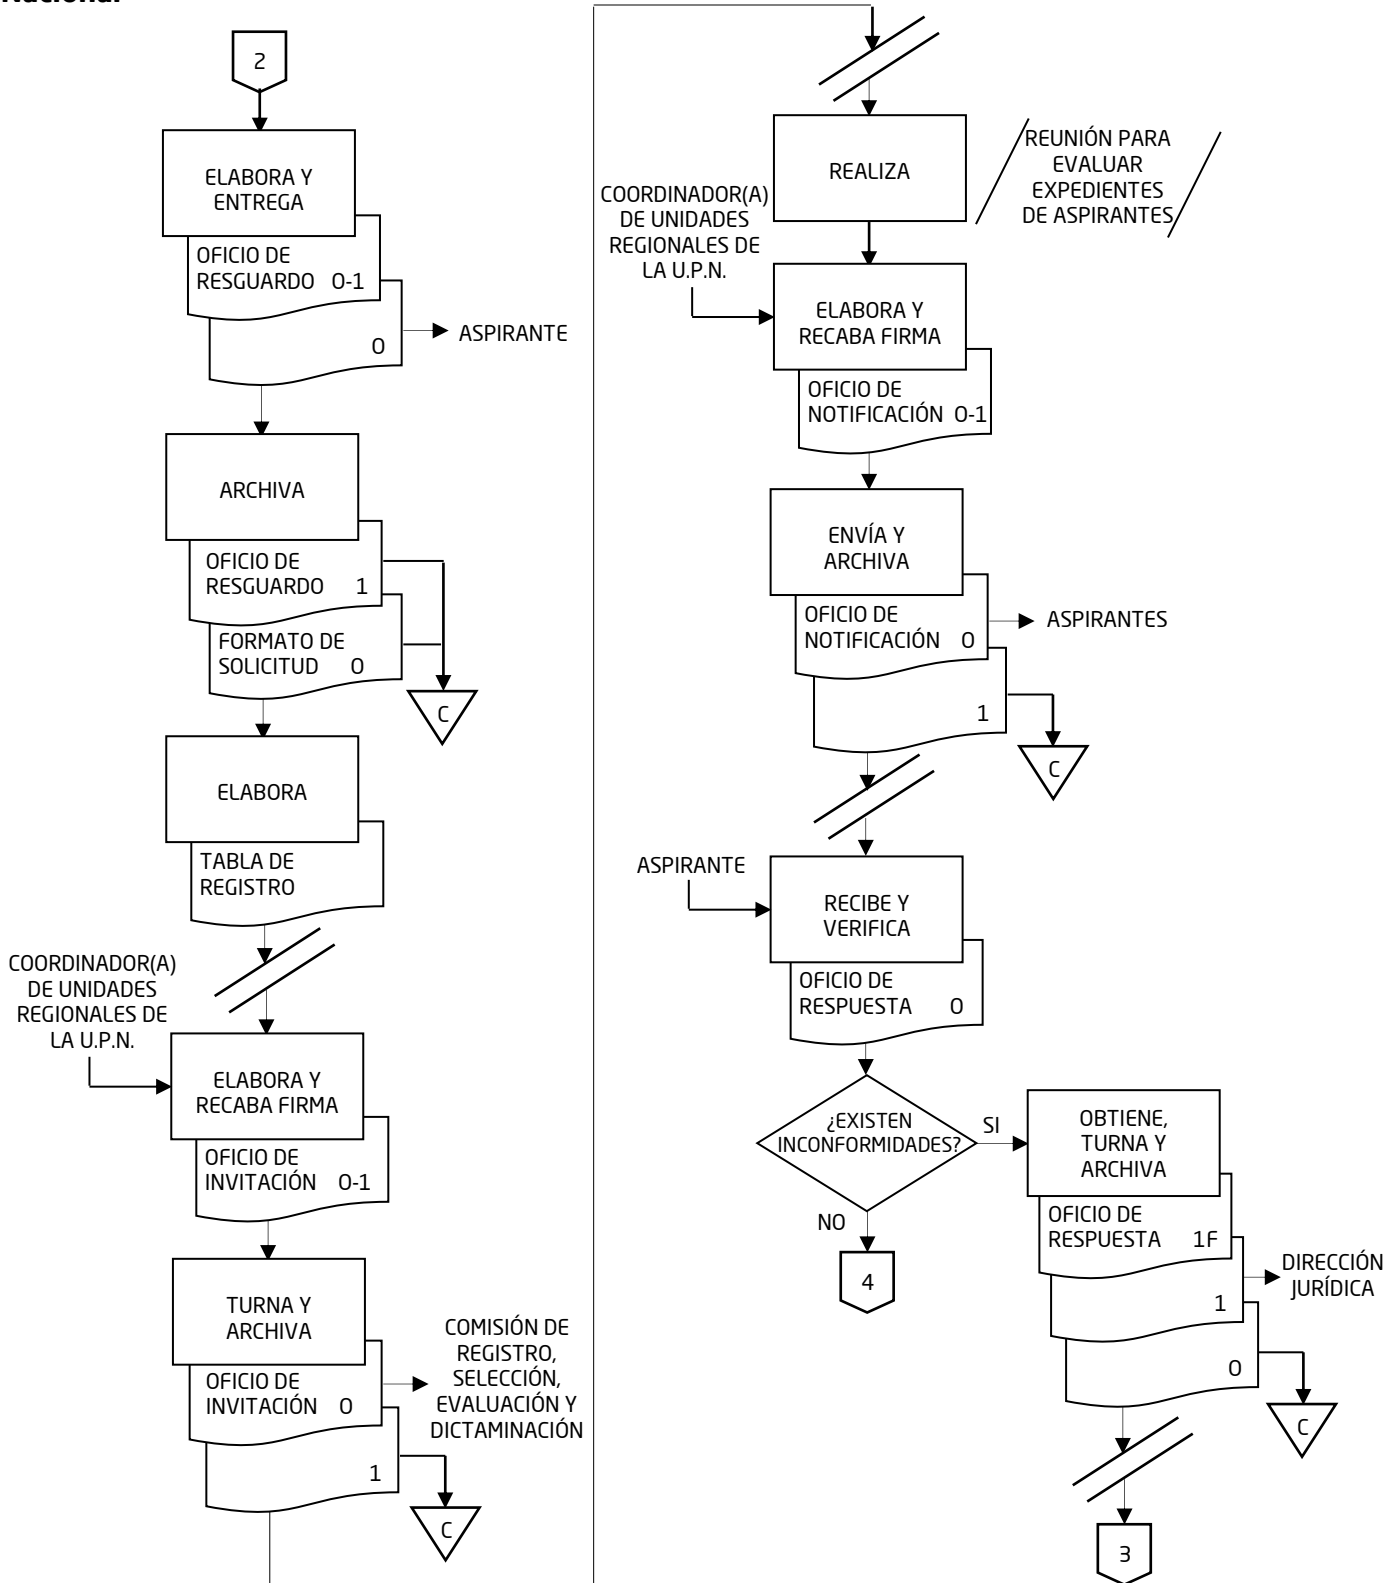 Nacional
2
ELABORA Y
ENTREGA
OFICIO DE
RESGUARDO 0-1
0
ASPIRANTE
ARCHIVA
OFICIO DE
RESGUARDO 1
FORMATO DE
SOLICITUD 0
C
ELABORA
TABLA DE
REGISTRO
COORDINADOR(A)
DE UNIDADES
REGIONALES DE
LA U.P.N.
ELABORA Y
RECABA FIRMA
OFICIO DE
INVITACIÓN 0-1
TURNA Y
ARCHIVA
OFICIO DE
INVITACIÓN 0
COMISIÓN DE
REGISTRO,
SELECCIÓN,
EVALUACIÓN Y
DICTAMINACIÓN
1
C
REALIZA
REUNIÓN PARA
EVALUAR
EXPEDIENTES
DE ASPIRANTES
COORDINADOR(A)
DE UNIDADES
REGIONALES DE
LA U.P.N.
ELABORA Y
RECABA FIRMA
OFICIO DE
NOTIFICACIÓN 0-1
ENVÍA Y
ARCHIVA
OFICIO DE
NOTIFICACIÓN 0
ASPIRANTES
1
C
ASPIRANTE
RECIBE Y
VERIFICA
OFICIO DE
RESPUESTA 0
¿EXISTEN
INCONFORMIDADES?
SI
NO
4
OBTIENE,
TURNA Y
ARCHIVA
OFICIO DE
RESPUESTA 1F
1
DIRECCIÓN
JURÍDICA
0
C
3